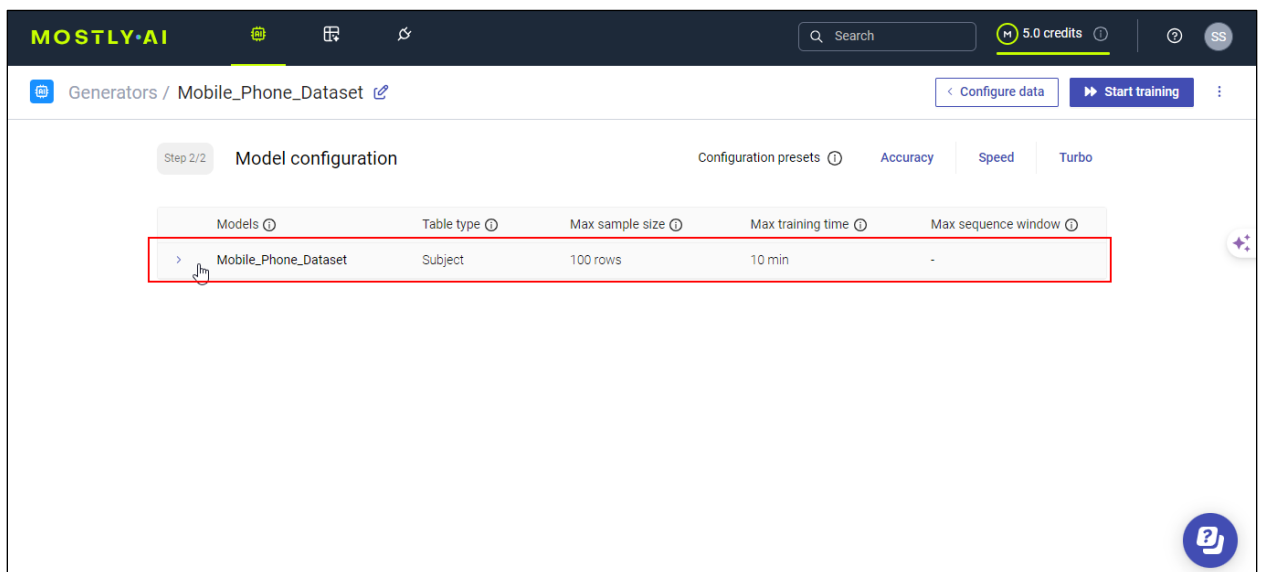 MOSTLY·AI
Search
M 5.0 credits
SS
AI Generators / Mobile_Phone_Dataset
< Configure data
Start training
Step 2/2 Model configuration
Configuration presets Accuracy Speed Turbo
Models Table type Max sample size Max training time Max sequence window
Mobile_Phone_Dataset Subject 100 rows 10 min -